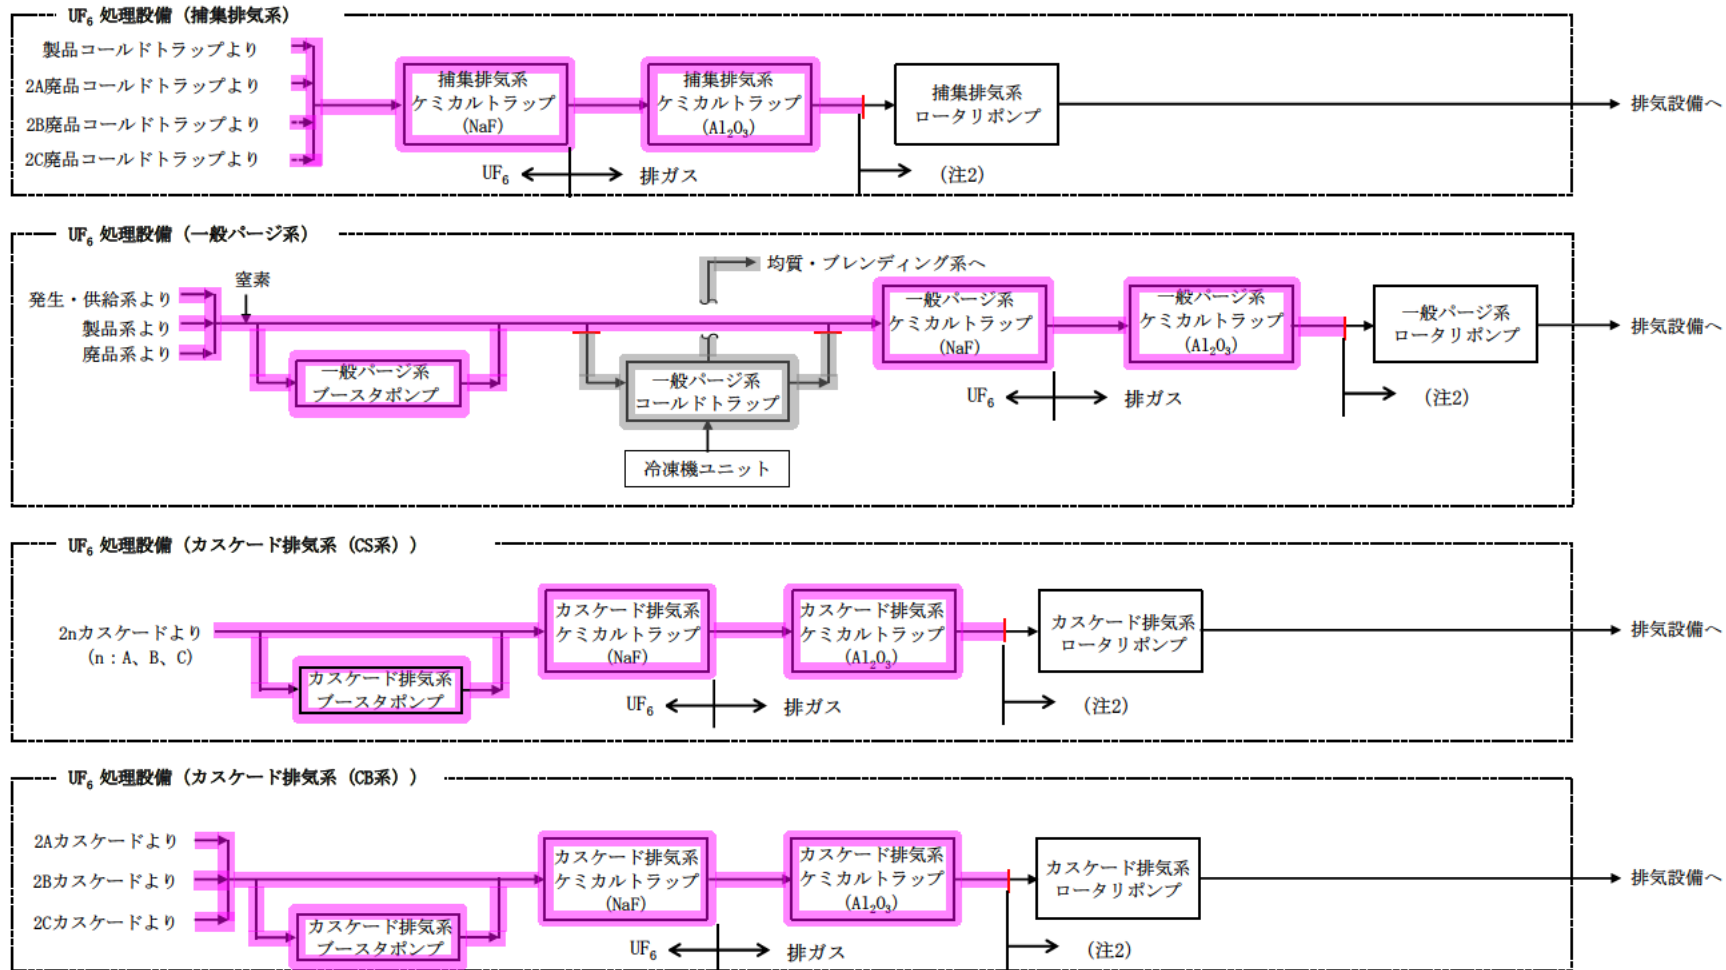 UF₆ 処理設備（捕集排気系）
製品コールドトラップより
2A廃品コールドトラップより
2B廃品コールドトラップより
2C廃品コールドトラップより
捕集排気系
ケミカルトラップ
(NaF)
捕集排気系
ケミカルトラップ
(Al₂O₃)
捕集排気系
ロータリポンプ
排気設備へ
UF₆
排ガス
(注2)
UF₆ 処理設備（一般パージ系）
均質・ブレンディング系へ
窒素
発生・供給系より
製品系より
廃品系より
一般パージ系
ブースタポンプ
一般パージ系
コールドトラップ
冷凍機ユニット
一般パージ系
ケミカルトラップ
(NaF)
一般パージ系
ケミカルトラップ
(Al₂O₃)
一般パージ系
ロータリポンプ
排気設備へ
UF₆
排ガス
(注2)
UF₆ 処理設備（カスケード排気系（CS系））
2nカスケードより
(n：A、B、C)
カスケード排気系
ブースタポンプ
カスケード排気系
ケミカルトラップ
(NaF)
カスケード排気系
ケミカルトラップ
(Al₂O₃)
カスケード排気系
ロータリポンプ
排気設備へ
UF₆
排ガス
(注2)
UF₆ 処理設備（カスケード排気系（CB系））
2Aカスケードより
2Bカスケードより
2Cカスケードより
カスケード排気系
ブースタポンプ
カスケード排気系
ケミカルトラップ
(NaF)
カスケード排気系
ケミカルトラップ
(Al₂O₃)
カスケード排気系
ロータリポンプ
排気設備へ
UF₆
排ガス
(注2)